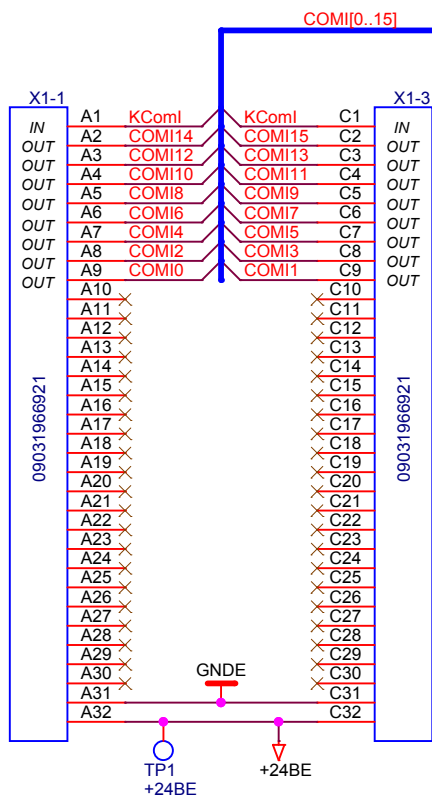 COMI[0..15]
X1-1 X1-3
A1 KComI KComI C1
IN IN
A2 COMI14 COMI15 C2
OUT OUT
A3 COMI12 COMI13 C3
OUT OUT
A4 COMI10 COMI11 C4
OUT OUT
A5 COMI8 COMI9 C5
OUT OUT
A6 COMI6 COMI7 C6
OUT OUT
A7 COMI4 COMI5 C7
OUT OUT
A8 COMI2 COMI3 C8
OUT OUT
A9 COMI0 COMI1 C9
OUT OUT
A10 C10
A11 C11
A12 C12
A13 C13
A14 C14
A15 C15
A16 C16
A17 C17
A18 C18
A19 C19
A20 C20
A21 C21
A22 C22
A23 C23
A24 C24
A25 C25
A26 C26
A27 C27
A28 C28
A29 C29
A30 C30
A31 C31
A32 C32
09031966921 09031966921
GNDE
TP1
+24BE
+24BE